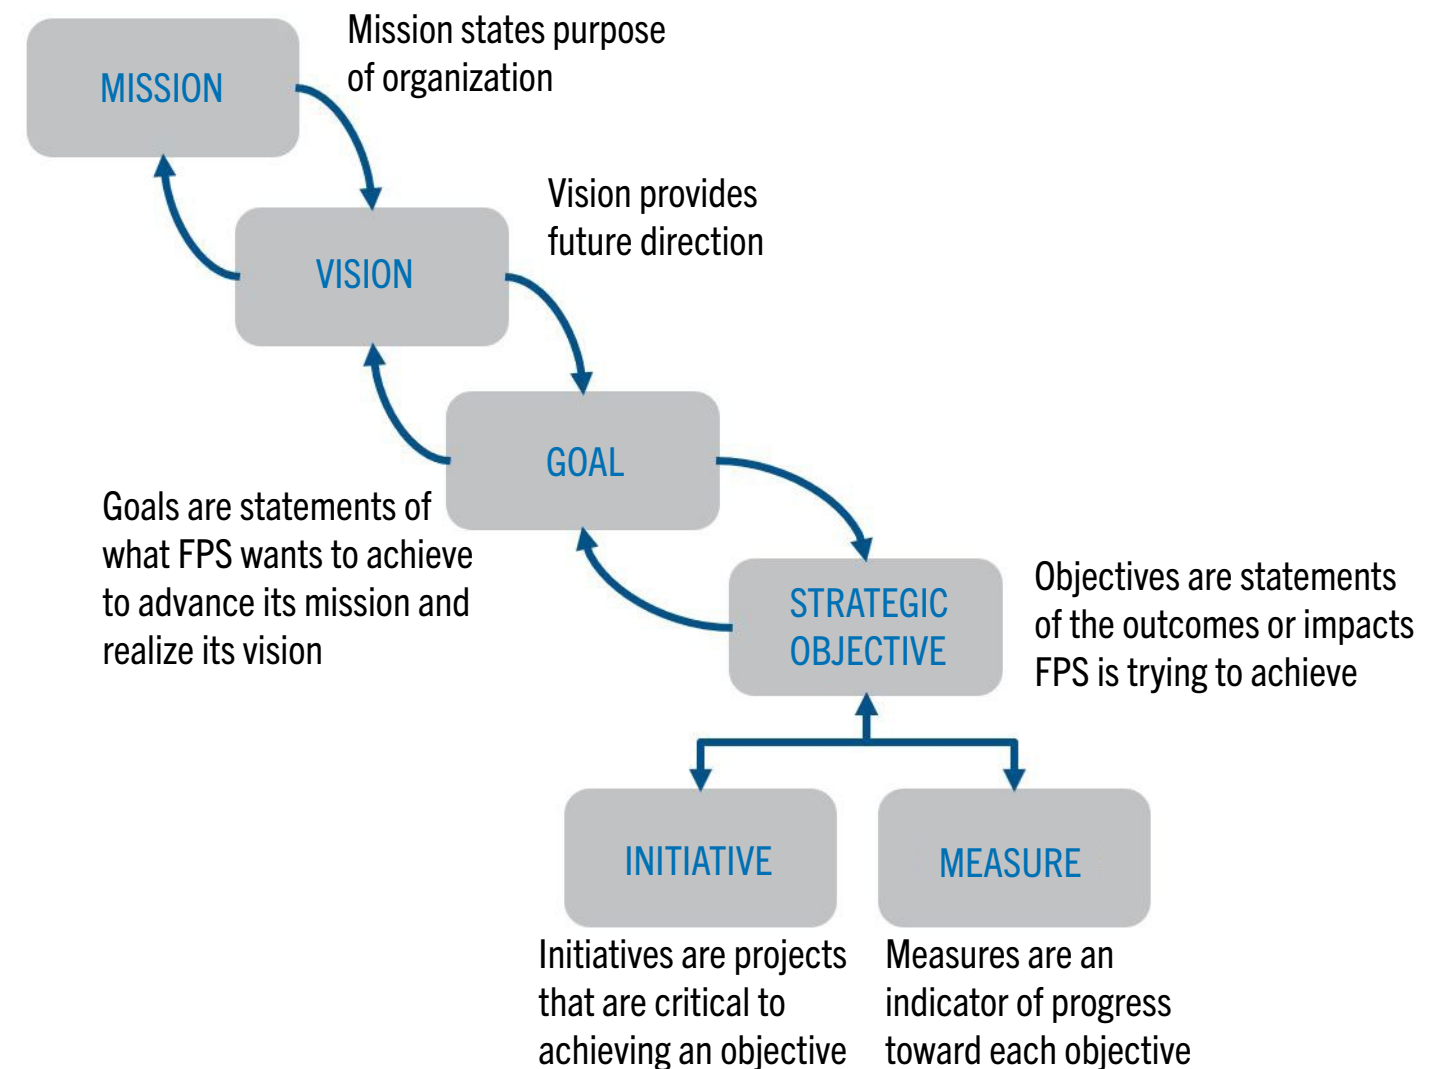 MISSION
Mission states purpose
of organization
VISION
Vision provides
future direction
GOAL
Goals are statements of
what FPS wants to achieve
to advance its mission and
realize its vision
STRATEGIC
OBJECTIVE
Objectives are statements
of the outcomes or impacts
FPS is trying to achieve
INITIATIVE
Initiatives are projects
that are critical to
achieving an objective
MEASURE
Measures are an
indicator of progress
toward each objective